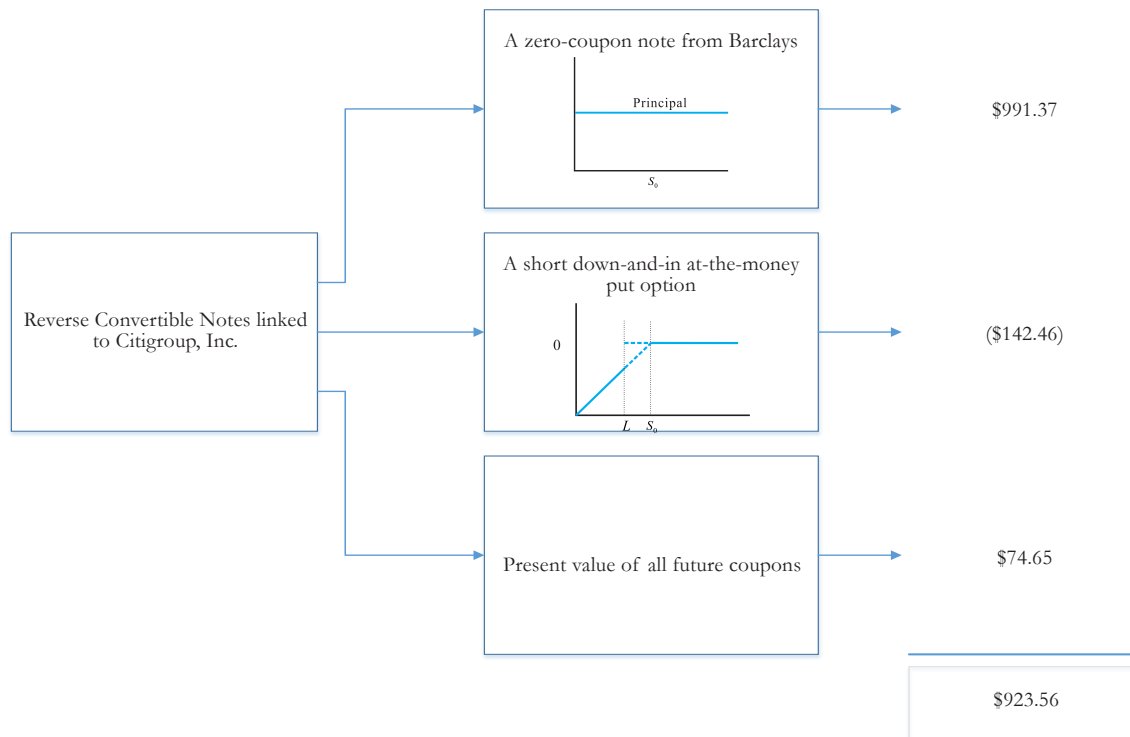 A zero-coupon note from Barclays
Principal
S₀
$991.37
Reverse Convertible Notes linked
to Citigroup, Inc.
A short down-and-in at-the-money
put option
0
L S₀
($142.46)
Present value of all future coupons
$74.65
$923.56